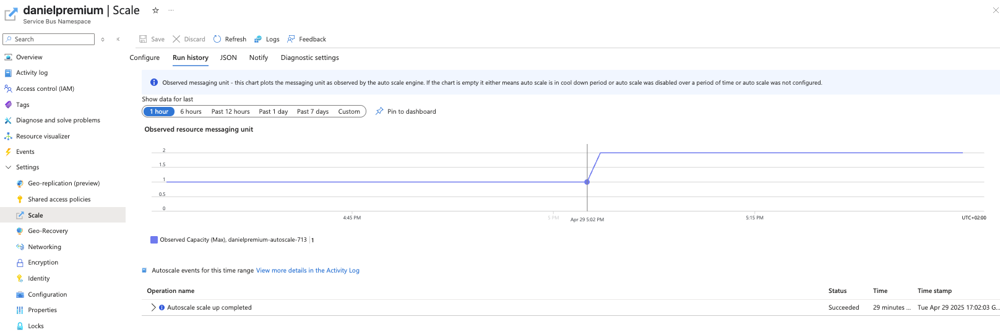 danielpremium | Scale
Service Bus Namespace
Search
Save Discard Refresh Logs Feedback
Configure Run history JSON Notify Diagnostic settings
Overview
Activity log
Access control (IAM)
Tags
Diagnose and solve problems
Resource visualizer
Events
Settings
Geo-replication (preview)
Shared access policies
Scale
Geo-Recovery
Networking
Encryption
Identity
Configuration
Properties
Locks
Observed messaging unit - this chart plots the messaging unit as observed by the auto scale engine. If the chart is empty it either means auto scale is in cool down period or auto scale was disabled over a period of time or auto scale was not configured.
Show data for last
1 hour 6 hours Past 12 hours Past 1 day Past 7 days Custom Pin to dashboard
Observed resource messaging unit
2
1.5
1
0.5
0
4:45 PM 5 PM Apr 29 5:02 PM 5:15 PM UTC+02:00
Observed Capacity (Max), danielpremium-autoscale-713 | 1
Autoscale events for this time range View more details in the Activity Log
Operation name Status Time Time stamp
Autoscale scale up completed Succeeded 29 minutes ... Tue Apr 29 2025 17:02:03 G...